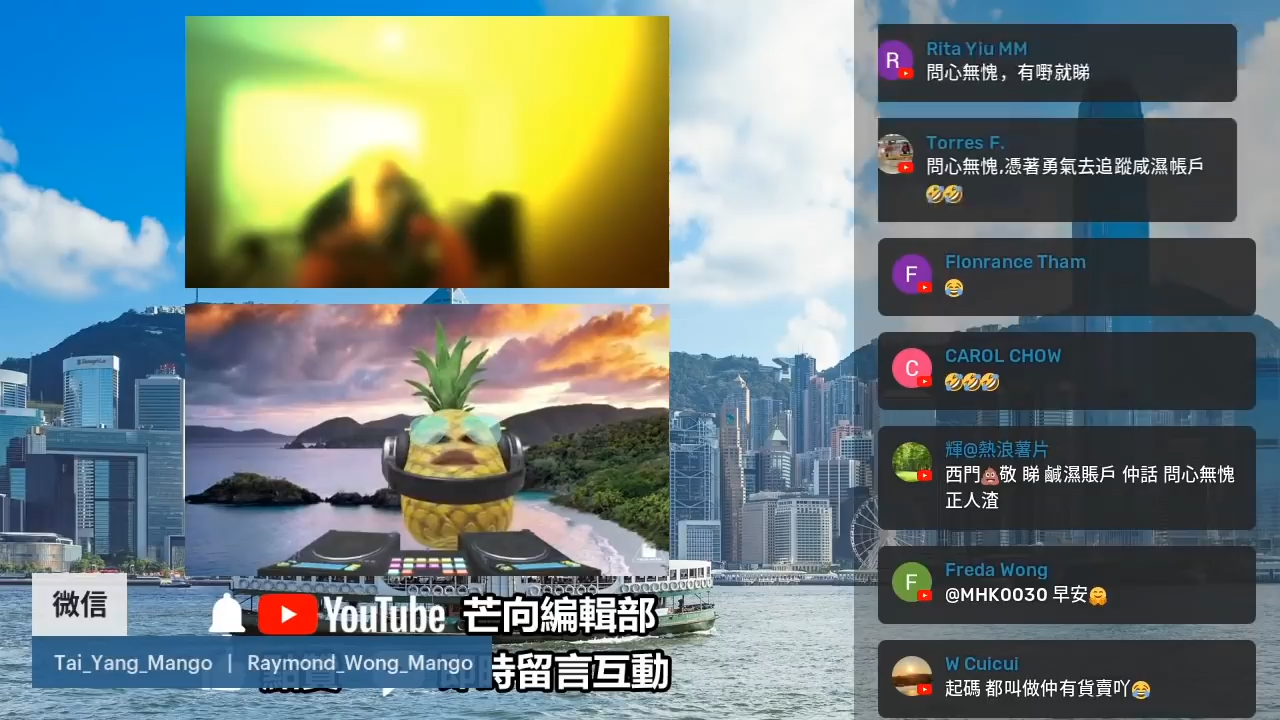 Rita Yiu MM
問心無愧，有嘢就睇
Torres F.
問心無愧,憑著勇氣去追蹤咸濕帳戶
🤣🤣
Flonrance Tham
😂
CAROL CHOW
🤣🤣🤣
輝@熱浪薯片
西門💩敬 睇 鹹濕賬戶 仲話 問心無愧
正人渣
Freda Wong
@MHK0030 早安🤗
W Cuicui
起碼 都叫做仲有貨賣吖😂
微信
YouTube 芒向編輯部
Tai_Yang_Mango | Raymond_Wong_Mango
時留言互動